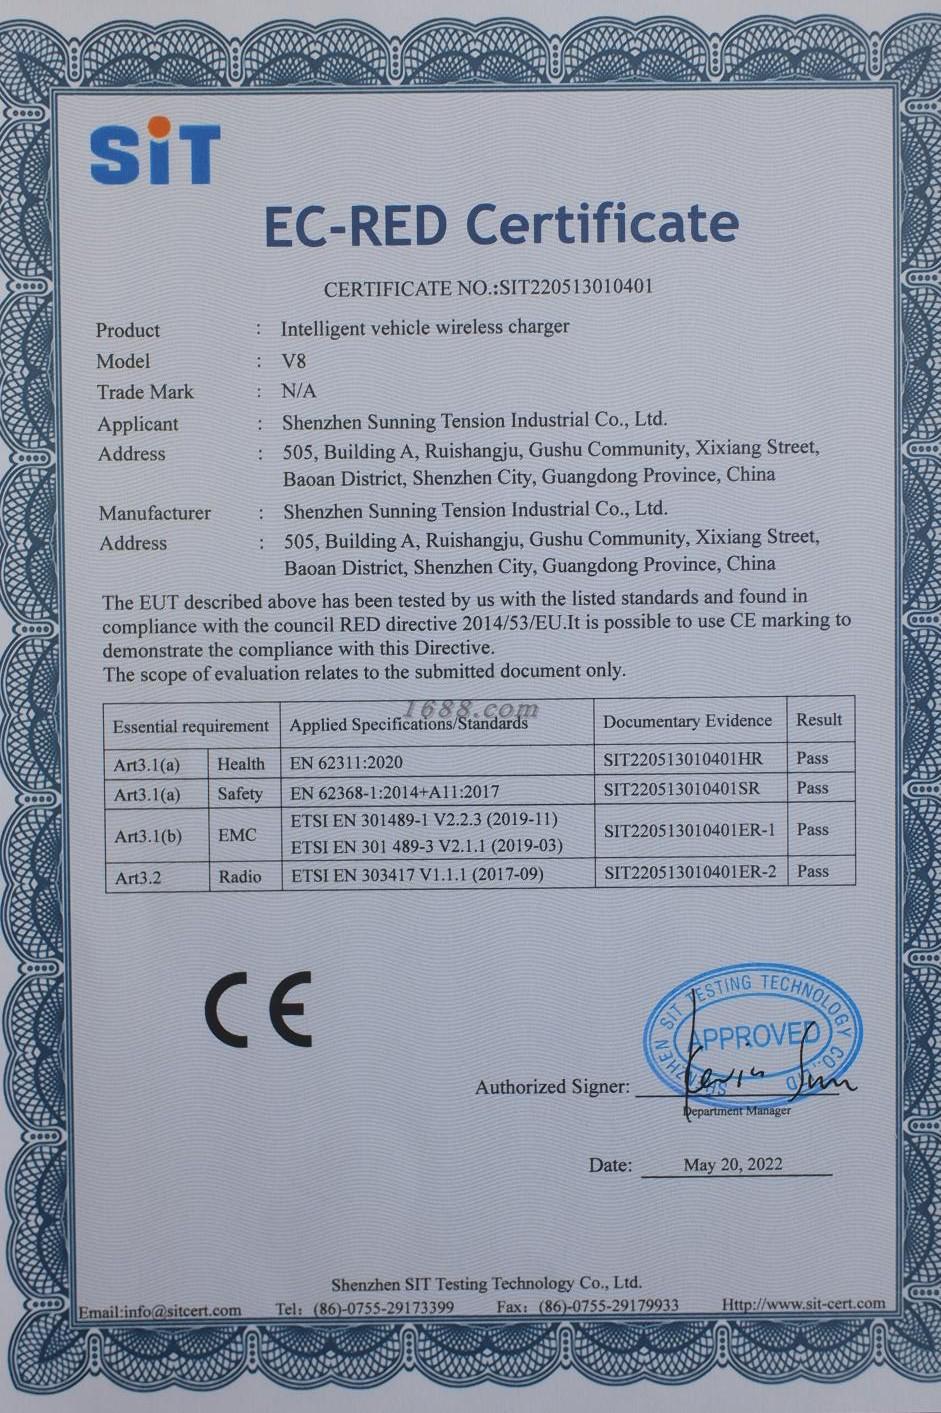 SiT
EC-RED Certificate
CERTIFICATE NO.:SIT220513010401
Product : Intelligent vehicle wireless charger
Model : V8
Trade Mark : N/A
Applicant : Shenzhen Sunning Tension Industrial Co., Ltd.
Address : 505, Building A, Ruishangju, Gushu Community, Xixiang Street,
Baoan District, Shenzhen City, Guangdong Province, China
Manufacturer : Shenzhen Sunning Tension Industrial Co., Ltd.
Address : 505, Building A, Ruishangju, Gushu Community, Xixiang Street,
Baoan District, Shenzhen City, Guangdong Province, China
The EUT described above has been tested by us with the listed standards and found in
compliance with the council RED directive 2014/53/EU.It is possible to use CE marking to
demonstrate the compliance with this Directive.
The scope of evaluation relates to the submitted document only.
1688.com
Essential requirement Applied Specifications/Standards Documentary Evidence Result
Art3.1(a) Health EN 62311:2020 SIT220513010401HR Pass
Art3.1(a) Safety EN 62368-1:2014+A11:2017 SIT220513010401SR Pass
Art3.1(b) EMC ETSI EN 301489-1 V2.2.3 (2019-11)
ETSI EN 301 489-3 V2.1.1 (2019-03) SIT220513010401ER-1 Pass
Art3.2 Radio ETSI EN 303417 V1.1.1 (2017-09) SIT220513010401ER-2 Pass
CE
SHENZHEN SIT TESTING TECHNOLOGY CO., LTD
APPROVED
Authorized Signer: Kevin Sun
Department Manager
Date: May 20, 2022
Shenzhen SIT Testing Technology Co., Ltd.
Email:info@sitcert.com Tel: (86)-0755-29173399 Fax: (86)-0755-29179933 Http://www.sit-cert.com